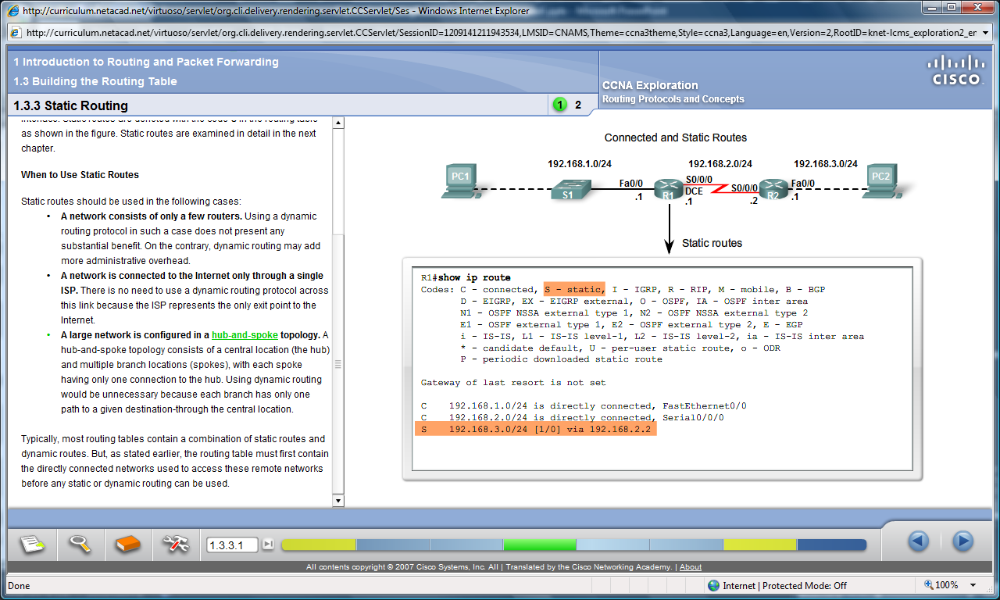 http://curriculum.netacad.net/virtuoso/servlet/org.cli.delivery.rendering.servlet.CCServlet/Ses - Windows Internet Explorer
http://curriculum.netacad.net/virtuoso/servlet/org.cli.delivery.rendering.servlet.CCServlet/SessionID=1209141211943534,LMSID=CNAMS,Theme=ccna3theme,Style=ccna3,Language=en,Version=2,RootID=knet-lcms_exploration2_en
1 Introduction to Routing and Packet Forwarding
1.3 Building the Routing Table
CCNA Exploration
Routing Protocols and Concepts
CISCO
1.3.3 Static Routing
1 2
interface. Static routes are denoted with the code S in the routing table
as shown in the figure. Static routes are examined in detail in the next
chapter.
When to Use Static Routes
Static routes should be used in the following cases:
• A network consists of only a few routers. Using a dynamic
routing protocol in such a case does not present any
substantial benefit. On the contrary, dynamic routing may add
more administrative overhead.
• A network is connected to the Internet only through a single
ISP. There is no need to use a dynamic routing protocol across
this link because the ISP represents the only exit point to the
Internet.
• A large network is configured in a hub-and-spoke topology. A
hub-and-spoke topology consists of a central location (the hub)
and multiple branch locations (spokes), with each spoke
having only one connection to the hub. Using dynamic routing
would be unnecessary because each branch has only one
path to a given destination-through the central location.
Typically, most routing tables contain a combination of static routes and
dynamic routes. But, as stated earlier, the routing table must first contain
the directly connected networks used to access these remote networks
before any static or dynamic routing can be used.
Connected and Static Routes
192.168.1.0/24 192.168.2.0/24 192.168.3.0/24
PC1 S1 Fa0/0 .1 R1 S0/0/0 DCE .1 S0/0/0 .2 R2 Fa0/0 .1 PC2
Static routes
R1#show ip route
Codes: C - connected, S - static, I - IGRP, R - RIP, M - mobile, B - BGP
D - EIGRP, EX - EIGRP external, O - OSPF, IA - OSPF inter area
N1 - OSPF NSSA external type 1, N2 - OSPF NSSA external type 2
E1 - OSPF external type 1, E2 - OSPF external type 2, E - EGP
i - IS-IS, L1 - IS-IS level-1, L2 - IS-IS level-2, ia - IS-IS inter area
* - candidate default, U - per-user static route, o - ODR
P - periodic downloaded static route
Gateway of last resort is not set
C 192.168.1.0/24 is directly connected, FastEthernet0/0
C 192.168.2.0/24 is directly connected, Serial0/0/0
S 192.168.3.0/24 [1/0] via 192.168.2.2
1.3.3.1
All contents copyright © 2007 Cisco Systems, Inc. All | Translated by the Cisco Networking Academy. | About
Done
Internet | Protected Mode: Off
100%